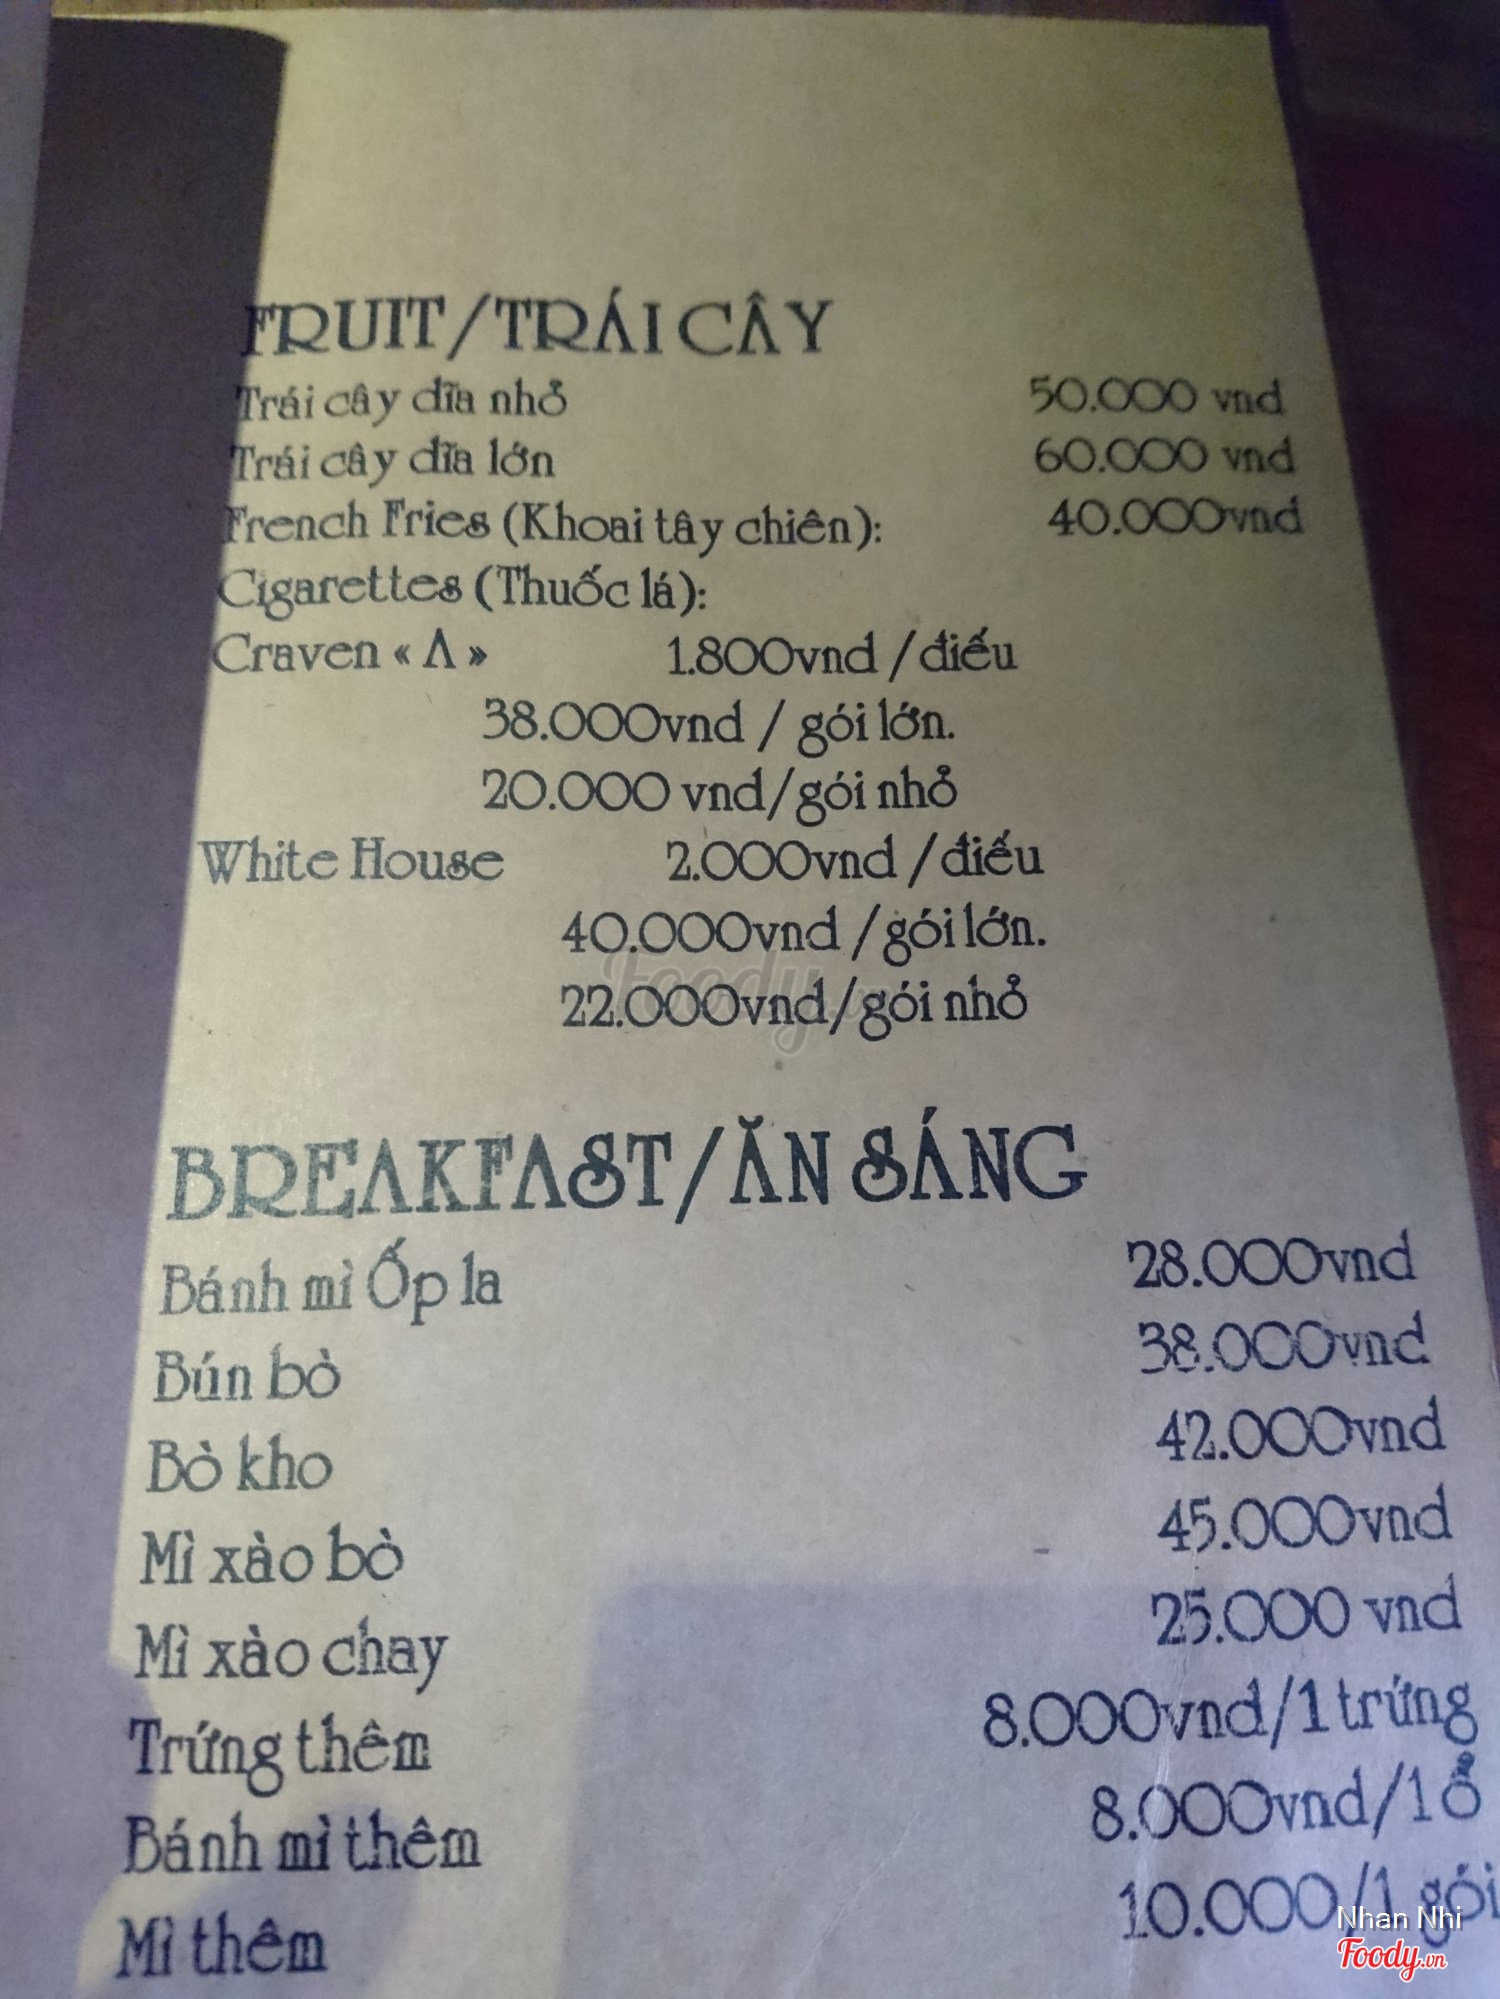 FRUIT/TRÁI CÂY
Trái cây dĩa nhỏ 50.000 vnd
Trái cây dĩa lớn 60.000 vnd
French Fries (Khoai tây chiên): 40.000vnd
Cigarettes (Thuốc lá):
Craven « A » 1.800vnd /điếu
38.000vnd / gói lớn.
20.000 vnd/gói nhỏ
White House 2.000vnd /điếu
40.000vnd /gói lớn.
22.000vnd/gói nhỏ
Foody.vn
BREAKFAST/ĂN SÁNG
Bánh mì Ốp la 28.000vnd
Bún bò 38.000vnd
Bò kho 42.000vnd
Mì xào bò 45.000vnd
Mì xào chay 25.000 vnd
Trứng thêm 8.000vnd/1 trứng
Bánh mì thêm 8.000vnd/1 ổ
Mì thêm 10.000/1 gói
Nhan Nhi
Foody.vn